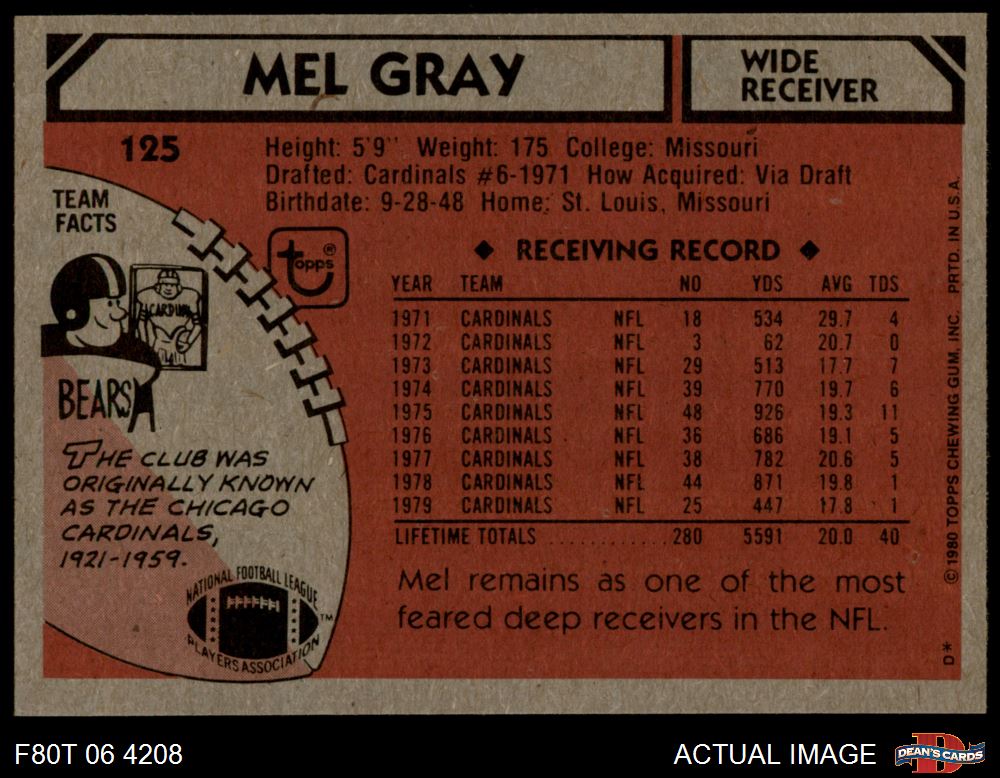 MEL GRAY
WIDE
RECEIVER
125
Height: 5'9" Weight: 175 College: Missouri
Drafted: Cardinals #6-1971 How Acquired: Via Draft
Birthdate: 9-28-48 Home: St. Louis, Missouri
TEAM
FACTS
CARDINALS
BEARS
THE CLUB WAS
ORIGINALLY KNOWN
AS THE CHICAGO
CARDINALS,
1921-1959.
topps®
◆ RECEIVING RECORD ◆
YEAR TEAM NO YDS AVG TDS
1971 CARDINALS NFL 18 534 29.7 4
1972 CARDINALS NFL 3 62 20.7 0
1973 CARDINALS NFL 29 513 17.7 7
1974 CARDINALS NFL 39 770 19.7 6
1975 CARDINALS NFL 48 926 19.3 11
1976 CARDINALS NFL 36 686 19.1 5
1977 CARDINALS NFL 38 782 20.6 5
1978 CARDINALS NFL 44 871 19.8 1
1979 CARDINALS NFL 25 447 17.8 1
LIFETIME TOTALS ............ 280 5591 20.0 40
Mel remains as one of the most
feared deep receivers in the NFL.
NATIONAL FOOTBALL LEAGUE
PLAYERS ASSOCIATION
TM
© 1980 TOPPS CHEWING GUM, INC. PRTD. IN U.S.A.
D*
F80T 06 4208
ACTUAL IMAGE
DEAN'S CARDS